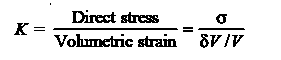 K = Direct stress / Volumetric strain = σ / δV / V